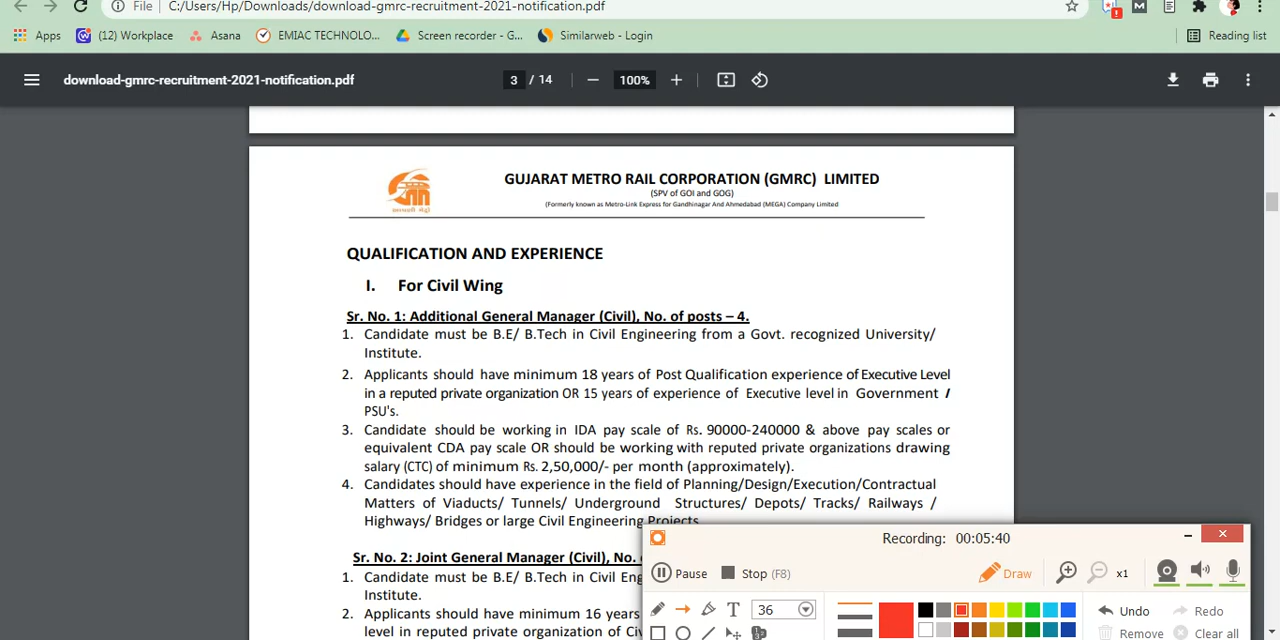 File C:/Users/Hp/Downloads/download-gmrc-recruitment-2021-notification.pdf
Apps (12) Workplace Asana EMIAC TECHNOLO... Screen recorder - G... Similarweb - Login Reading list
download-gmrc-recruitment-2021-notification.pdf 3 / 14 100%
GUJARAT METRO RAIL CORPORATION (GMRC) LIMITED
(SPV of GOI and GOG)
(Formerly known as Metro-Link Express for Gandhinagar And Ahmedabad (MEGA) Company Limited
QUALIFICATION AND EXPERIENCE
I. For Civil Wing
Sr. No. 1: Additional General Manager (Civil), No. of posts – 4.
1. Candidate must be B.E/ B.Tech in Civil Engineering from a Govt. recognized University/
Institute.
2. Applicants should have minimum 18 years of Post Qualification experience of Executive Level
in a reputed private organization OR 15 years of experience of Executive level in Government /
PSU's.
3. Candidate should be working in IDA pay scale of Rs. 90000-240000 & above pay scales or
equivalent CDA pay scale OR should be working with reputed private organizations drawing
salary (CTC) of minimum Rs. 2,50,000/- per month (approximately).
4. Candidates should have experience in the field of Planning/Design/Execution/Contractual
Matters of Viaducts/ Tunnels/ Underground Structures/ Depots/ Tracks/ Railways /
Highways/ Bridges or large Civil Engineering Projects
Sr. No. 2: Joint General Manager (Civil), No.
1. Candidate must be B.E/ B.Tech in Civil Eng
Institute.
2. Applicants should have minimum 16 years
level in reputed private organization of Ci
Recording: 00:05:40
Pause Stop (F8) Draw x1
T 36 Undo Redo
Remove Clear all